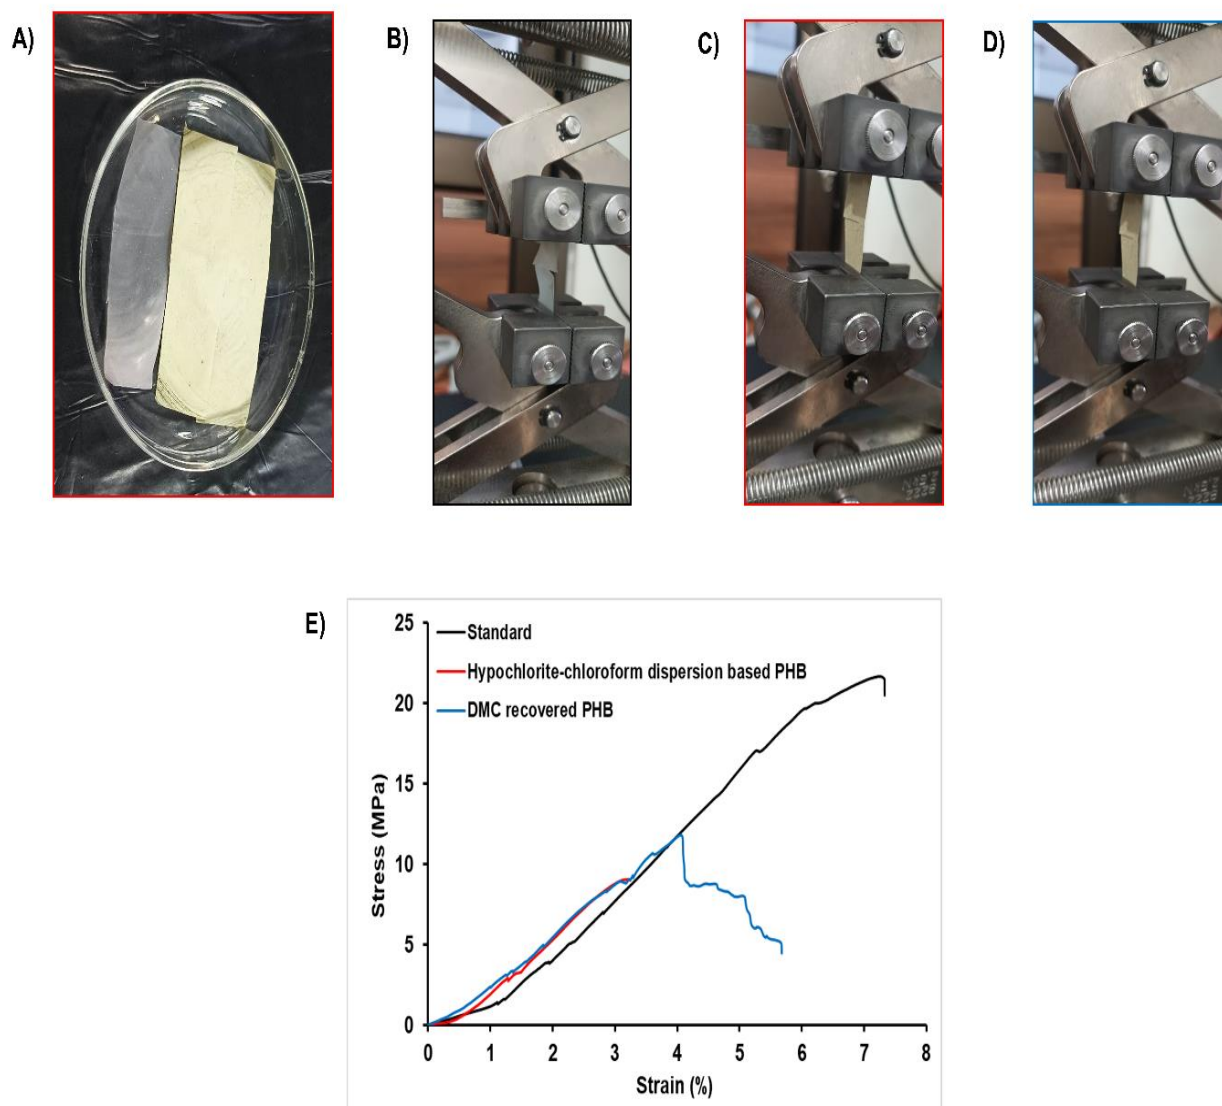 A)
B)
C)
D)
E)
25
20
15
10
5
0
Stress (MPa)
Standard
Hypochlorite-chloroform dispersion based PHB
DMC recovered PHB
0 1 2 3 4 5 6 7 8
Strain (%)